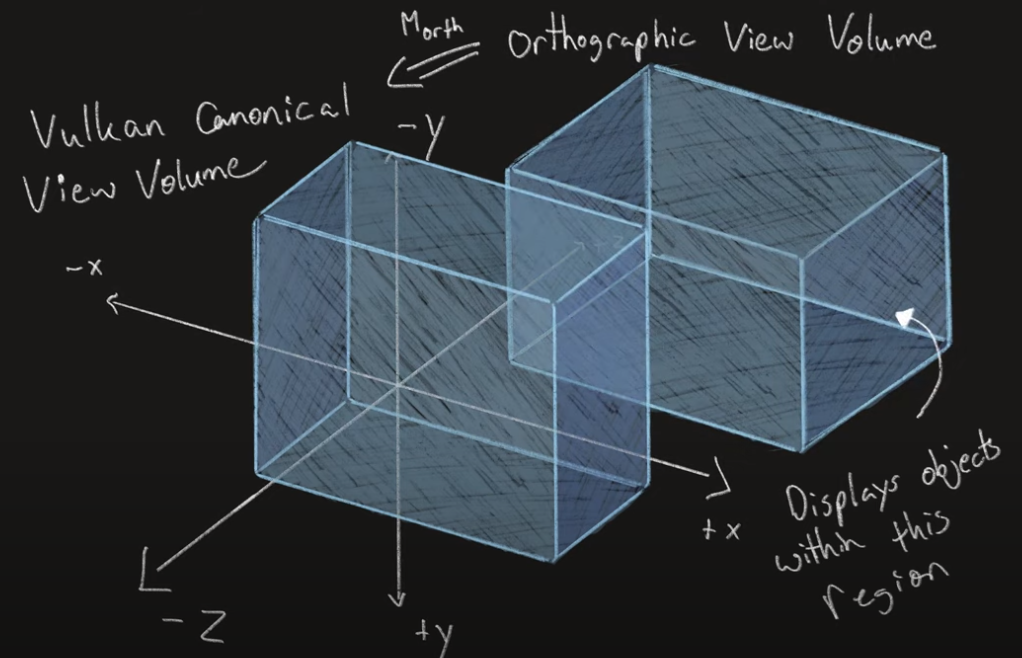 Morth
Orthographic View Volume
Vulkan Canonical
View Volume
-y
+z
-x
+x
Displays objects
within this
region
-z
+y